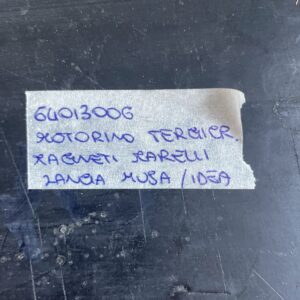 64013006
MOTORINO TERGICR.
MAGNETI MARELLI
LANCIA MUSA / IDEA